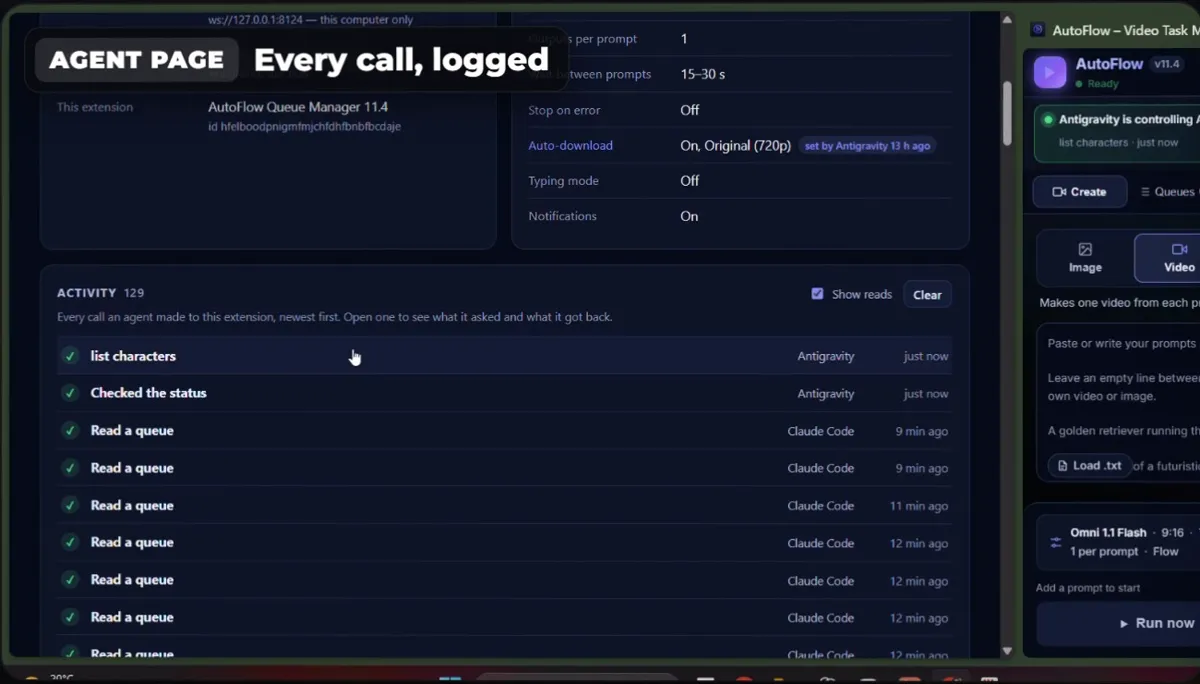 ws://127.0.0.1:8124 — this computer only
AGENT PAGE Every call, logged
This extension AutoFlow Queue Manager 11.4
id hfelboodpnigmfmjchfdhfbnbfbcdaje
per prompt 1
between prompts 15–30 s
Stop on error Off
Auto-download On, Original (720p) set by Antigravity 13 h ago
Typing mode Off
Notifications On
ACTIVITY 129
Show reads Clear
Every call an agent made to this extension, newest first. Open one to see what it asked and what it got back.
list characters Antigravity just now
Checked the status Antigravity just now
Read a queue Claude Code 9 min ago
Read a queue Claude Code 9 min ago
Read a queue Claude Code 11 min ago
Read a queue Claude Code 12 min ago
Read a queue Claude Code 12 min ago
Read a queue Claude Code 12 min ago
Read a queue Claude Code 12 min ago
AutoFlow – Video Task M
AutoFlow v11.4
Ready
Antigravity is controlling A
list characters · just now
Create Queues
Image Video
Makes one video from each pr
Paste or write your prompts
Leave an empty line between
own video or image.
A golden retriever running th
Load .txt of a futuristic
Omni 1.1 Flash · 9:16 ·
1 per prompt · Flow
Add a prompt to start
Run now